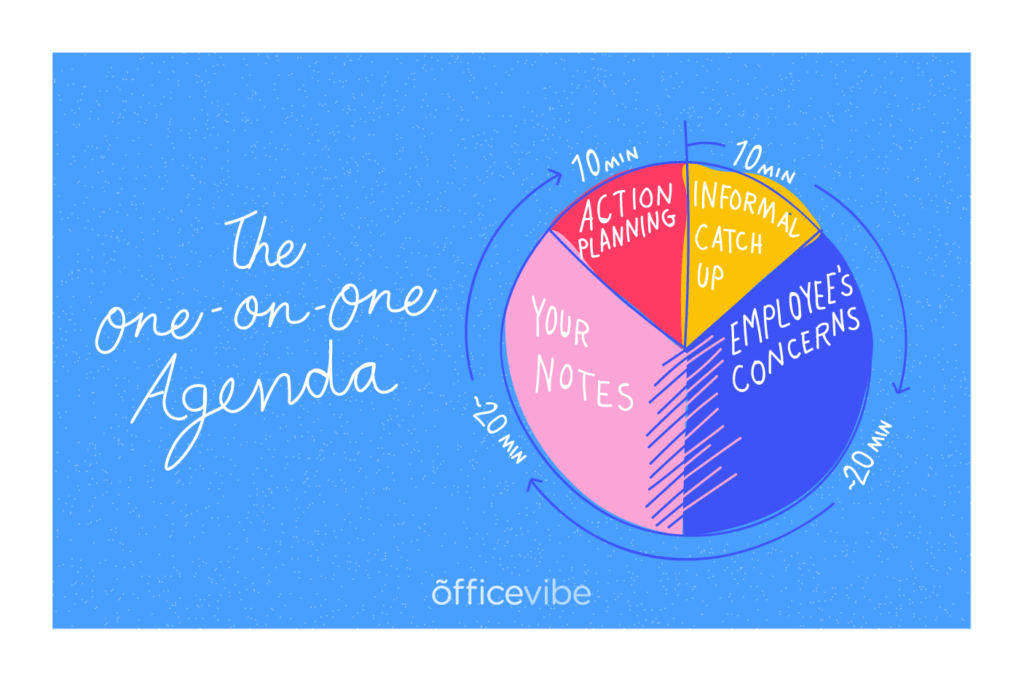 The
one-on-one
Agenda
10 MIN
INFORMAL
CATCH
UP
EMPLOYEE'S
CONCERNS
~20 MIN
YOUR
NOTES
~20 MIN
ACTION
PLANNING
10 MIN
õfficevibe